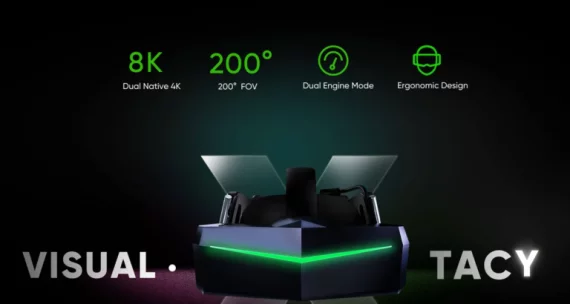 8K
Dual Native 4K
200°
200° FOV
Dual Engine Mode
Ergonomic Design
VISUAL · TACY